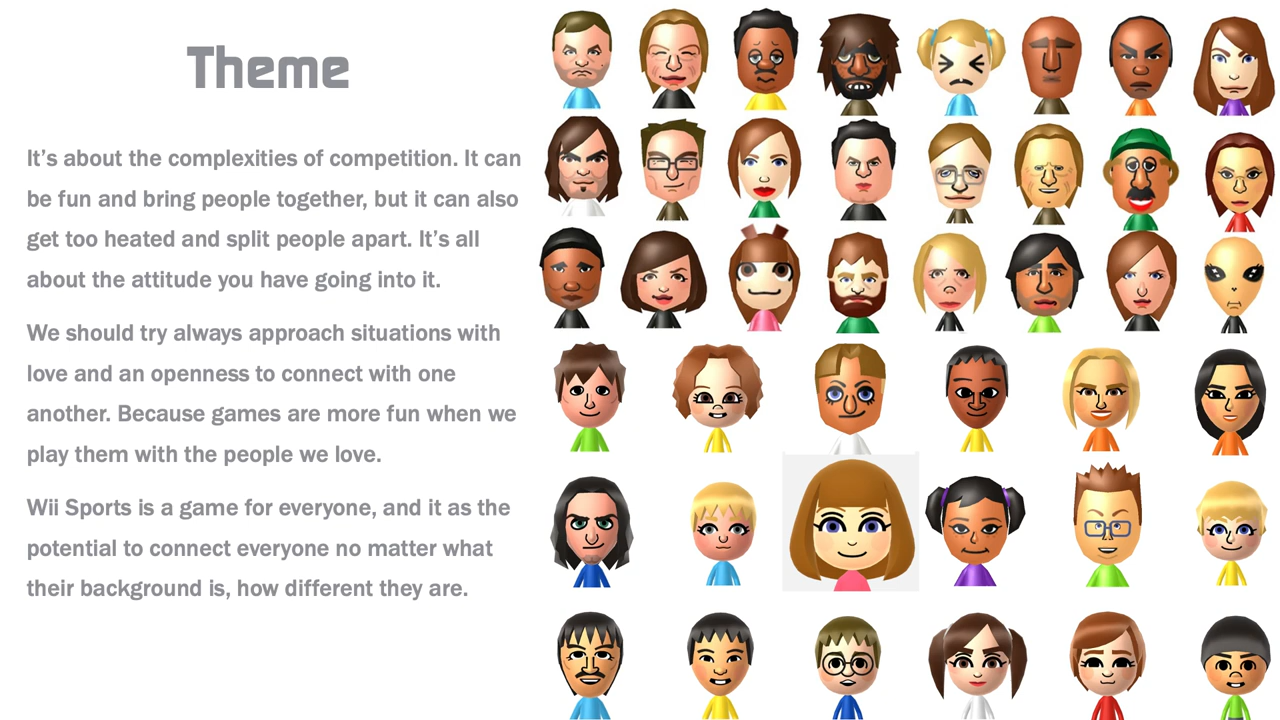 Theme
It’s about the complexities of competition. It can
be fun and bring people together, but it can also
get too heated and split people apart. It’s all
about the attitude you have going into it.
We should try always approach situations with
love and an openness to connect with one
another. Because games are more fun when we
play them with the people we love.
Wii Sports is a game for everyone, and it as the
potential to connect everyone no matter what
their background is, how different they are.